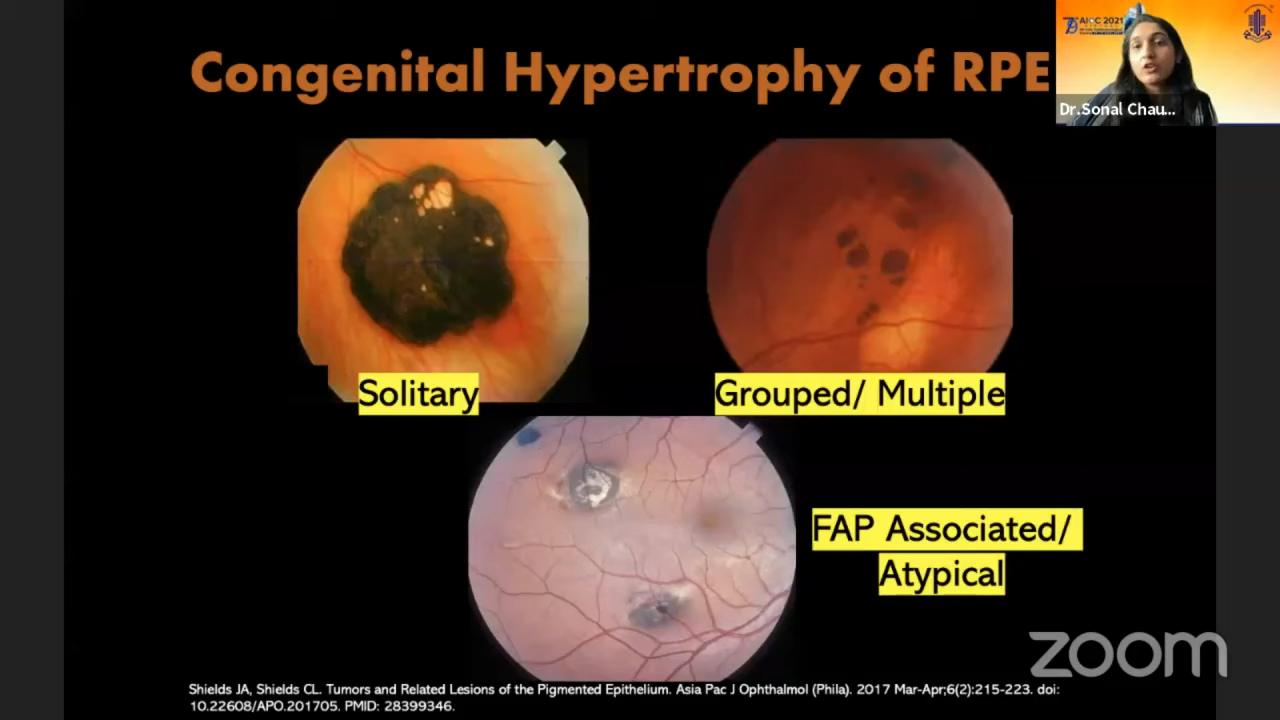 Congenital Hypertrophy of RPE
AIOC 2021
Dr.Sonal Chau...
Solitary
Grouped/ Multiple
FAP Associated/
Atypical
zoom
Shields JA, Shields CL. Tumors and Related Lesions of the Pigmented Epithelium. Asia Pac J Ophthalmol (Phila). 2017 Mar-Apr;6(2):215-223. doi:
10.22608/APO.201705. PMID: 28399346.